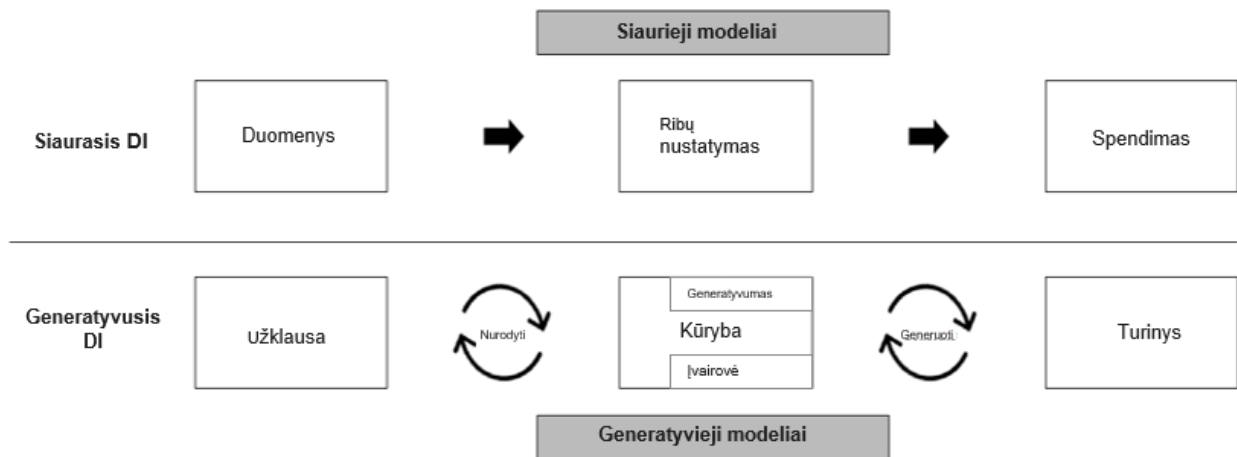 Siaurieji modeliai
Siaurasis DI
Duomenys
Ribų
nustatymas
Spendimas
Generatyvusis
DI
užklausa
Nurodyti
Generatyvumas
Kūryba
Įvairovė
Generuoti
Turinys
Generatyvieji modeliai